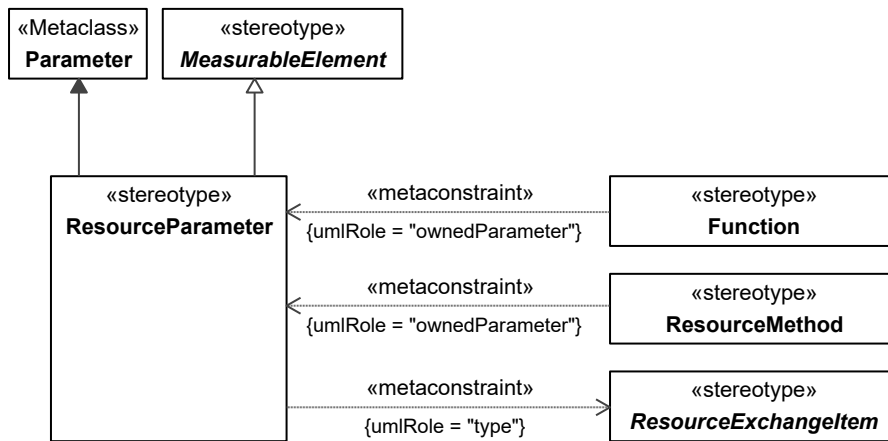 «Metaclass»
Parameter
«stereotype»
MeasurableElement
«stereotype»
ResourceParameter
«metaconstraint»
{umlRole = "ownedParameter"}
«stereotype»
Function
«metaconstraint»
{umlRole = "ownedParameter"}
«stereotype»
ResourceMethod
«metaconstraint»
{umlRole = "type"}
«stereotype»
ResourceExchangeItem